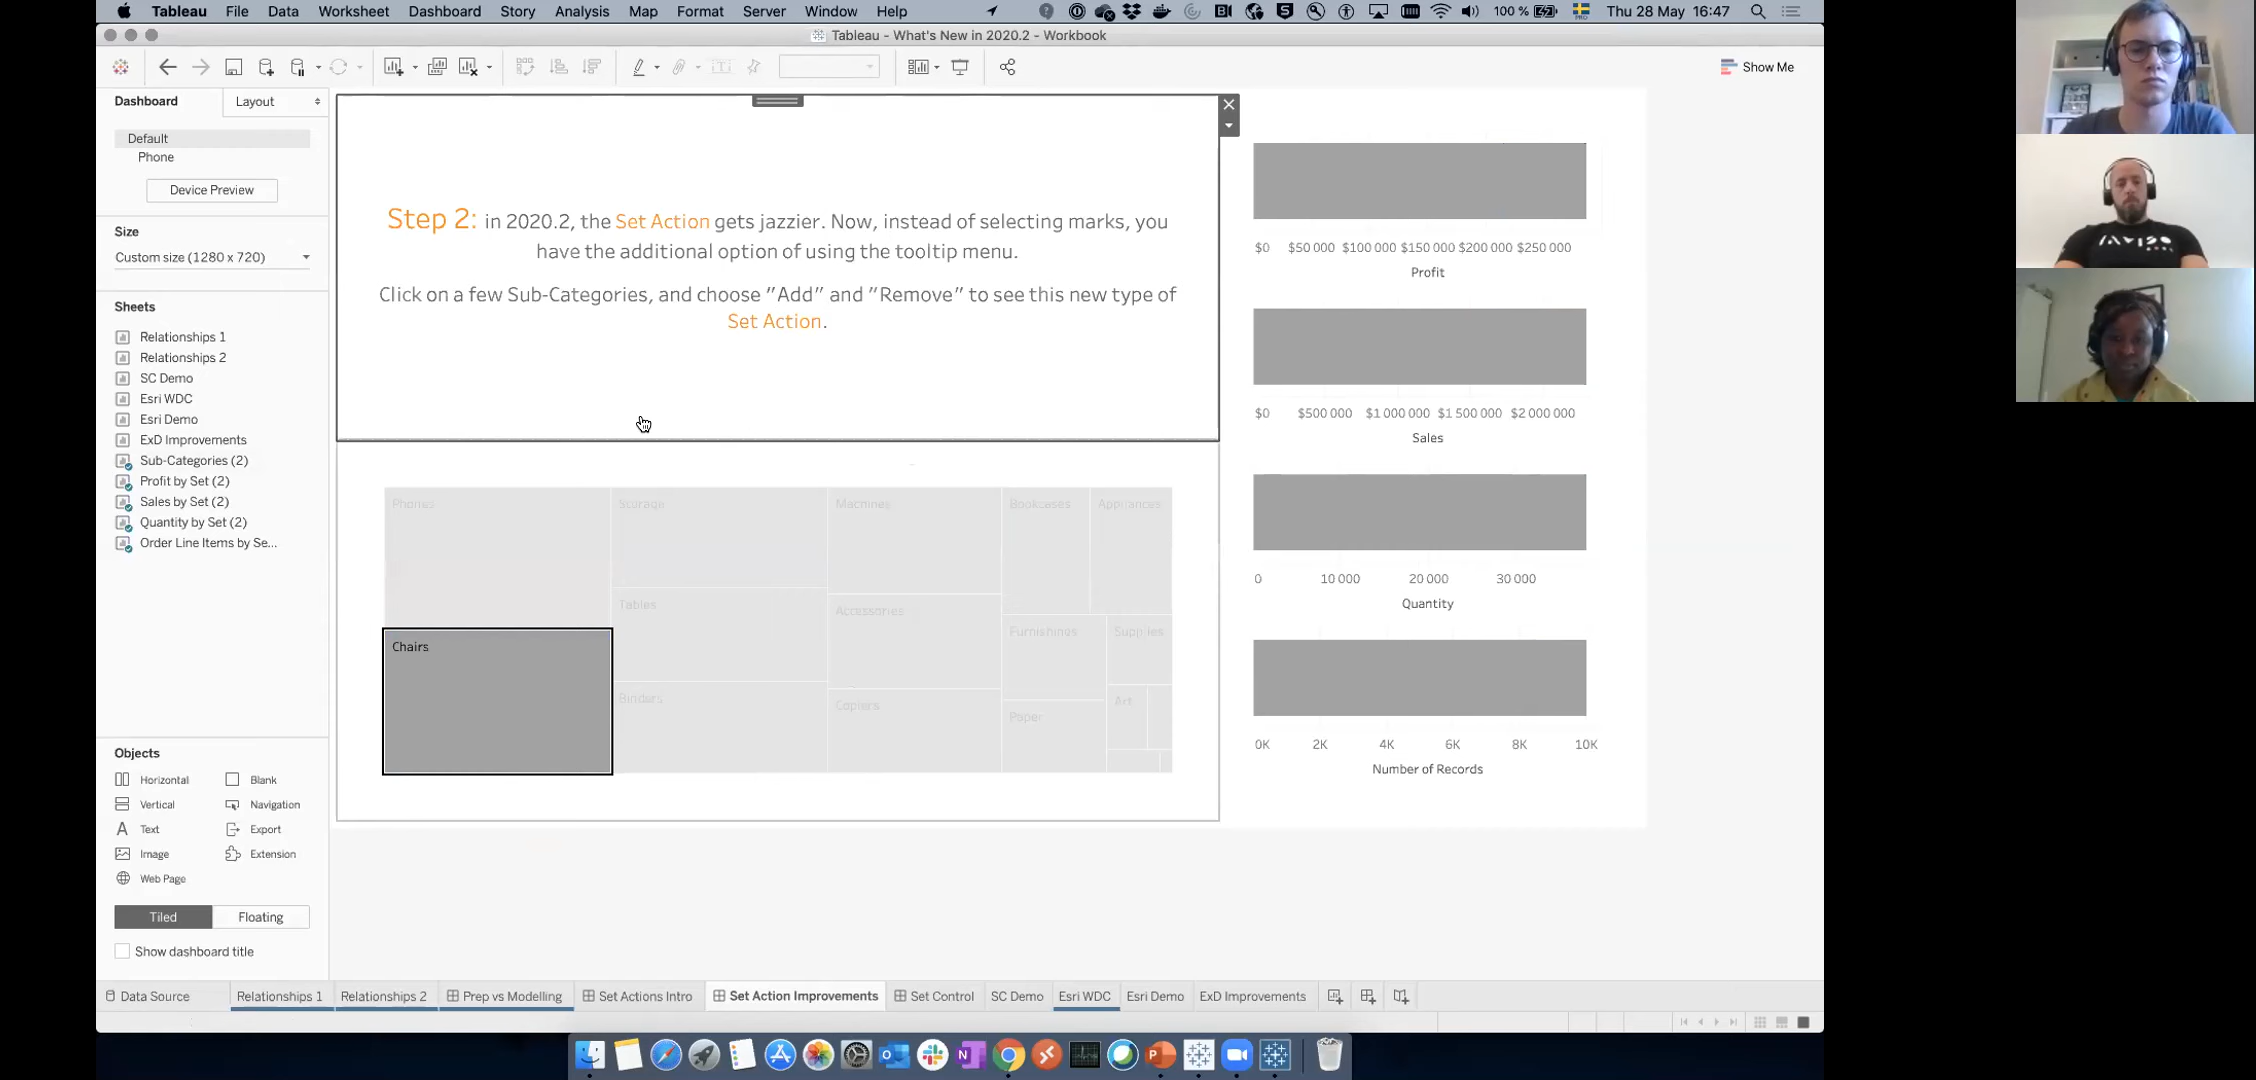 Tableau File Data Worksheet Dashboard Story Analysis Map Format Server Window Help 100 % Thu 28 May 16:47
Tableau - What's New in 2020.2 - Workbook
Show Me
Dashboard Layout
Default
Phone
Device Preview
Size
Custom size (1280 x 720)
Sheets
Relationships 1
Relationships 2
SC Demo
Esri WDC
Esri Demo
ExD Improvements
Sub-Categories (2)
Profit by Set (2)
Sales by Set (2)
Quantity by Set (2)
Order Line Items by Se...
Objects
Horizontal Blank
Vertical Navigation
Text Export
Image Extension
Web Page
Tiled Floating
Show dashboard title
Step 2: in 2020.2, the Set Action gets jazzier. Now, instead of selecting marks, you
have the additional option of using the tooltip menu.
Click on a few Sub-Categories, and choose "Add" and "Remove" to see this new type of
Set Action.
Phones Storage Machines Bookcases Appliances
Tables Accessories
Furnishings Supplies
Chairs
Binders Copiers Art
Paper
$0 $50 000 $100 000 $150 000 $200 000 $250 000
Profit
$0 $500 000 $1 000 000 $1 500 000 $2 000 000
Sales
0 10 000 20 000 30 000
Quantity
0K 2K 4K 6K 8K 10K
Number of Records
Data Source Relationships 1 Relationships 2 Prep vs Modelling Set Actions Intro Set Action Improvements Set Control SC Demo Esri WDC Esri Demo ExD Improvements